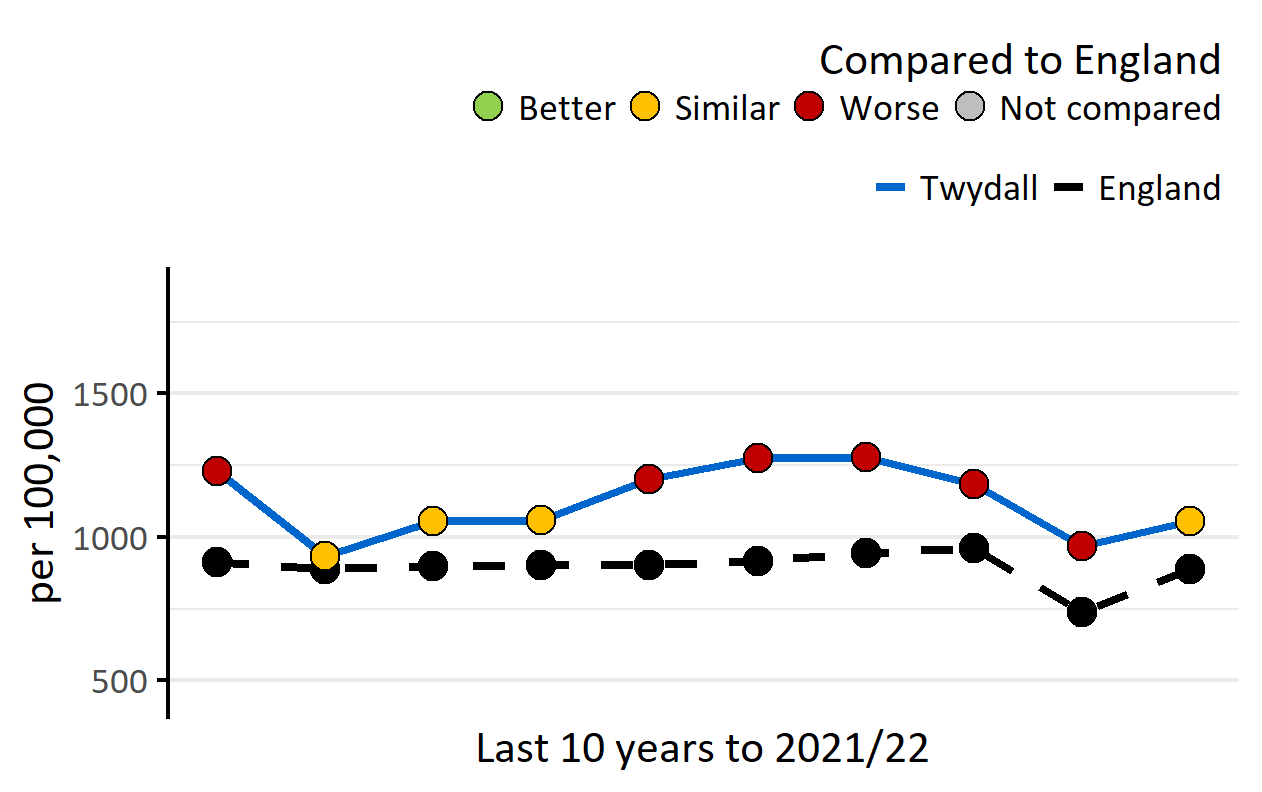 Compared to England
Better Similar Worse Not compared
Twydall England
per 100,000
1500
1000
500
Last 10 years to 2021/22